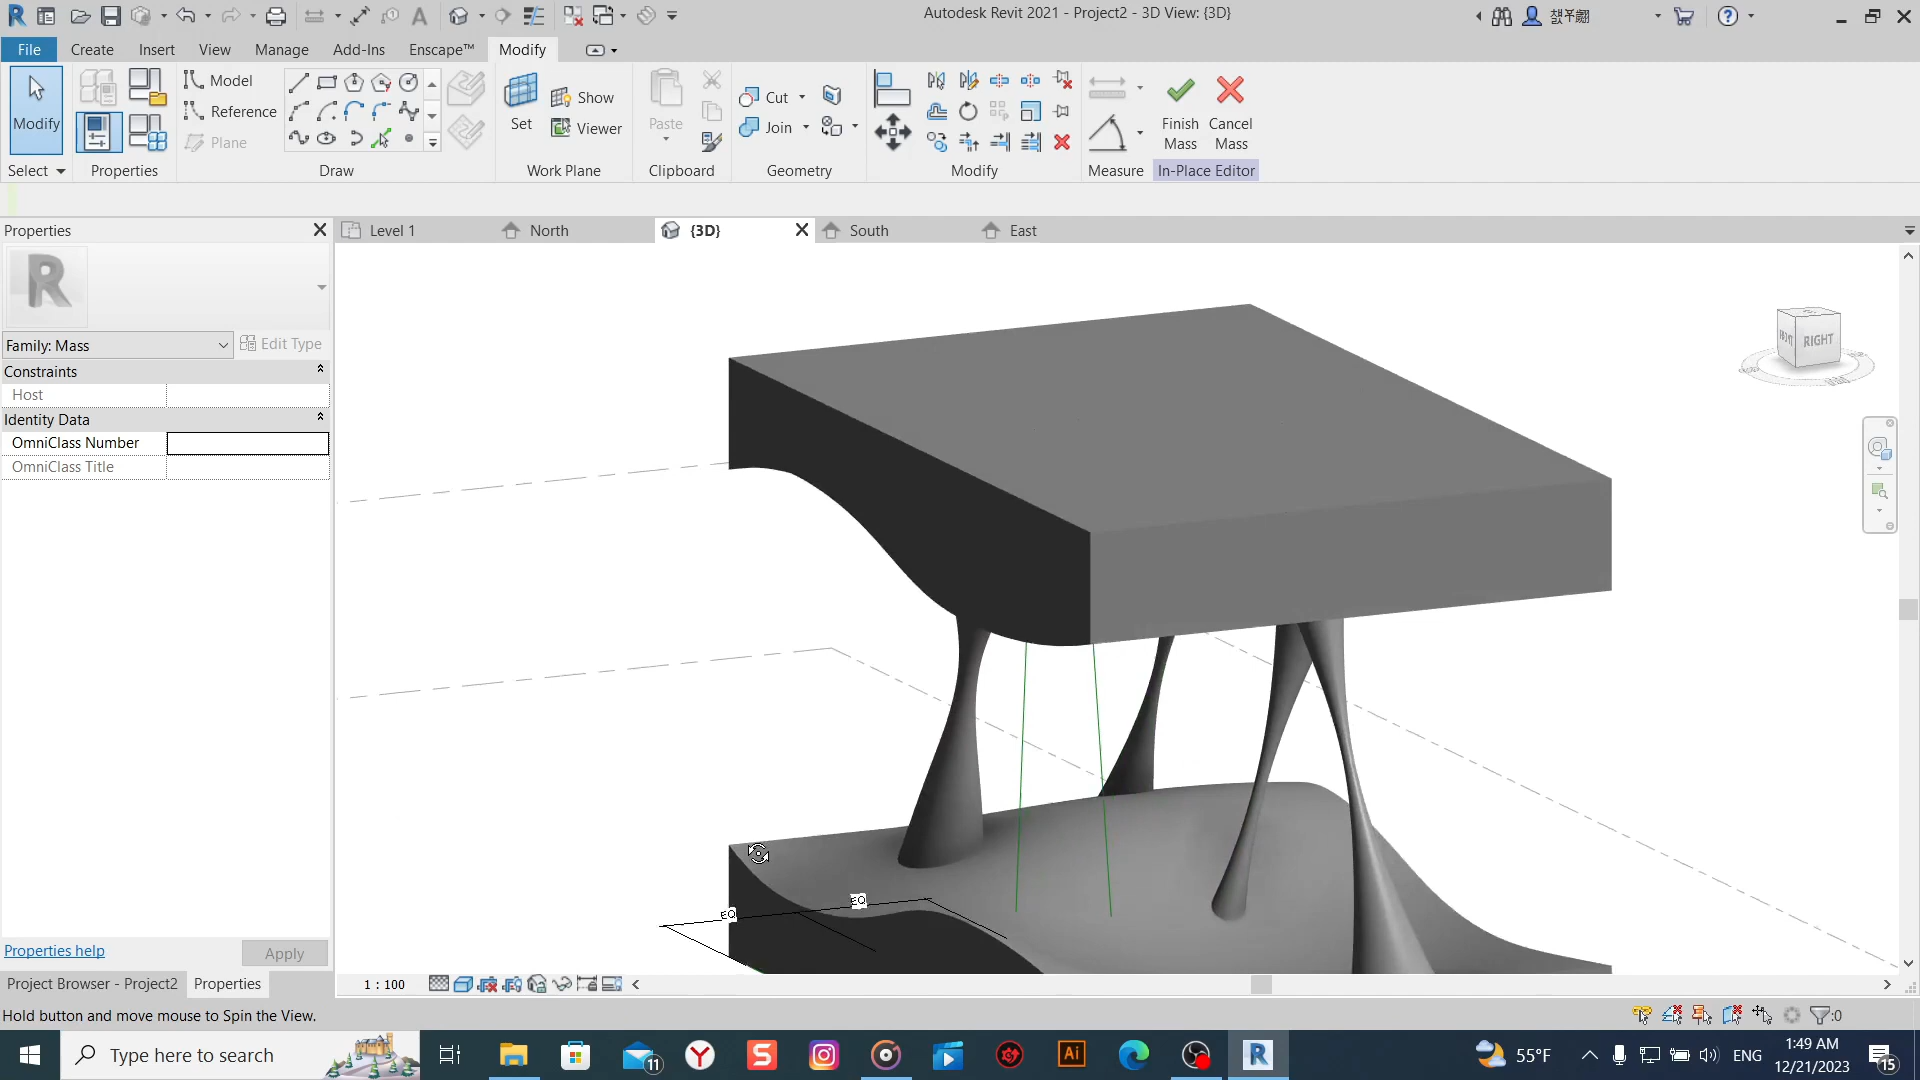 Autodesk Revit 2021 - Project2 - 3D View: {3D}
File
Create
Insert
View
Manage
Add-Ins
Enscape™
Modify
Modify
Select
Properties
Model
Reference
Plane
Draw
Set
Show
Viewer
Work Plane
Paste
Clipboard
Cut
Join
Geometry
Modify
Measure
Finish
Mass
Cancel
Mass
In-Place Editor
Properties
Level 1
North
{3D}
South
East
R
Family: Mass
Edit Type
Constraints
Host
Identity Data
OmniClass Number
OmniClass Title
RIGHT
EQ
EQ
Properties help
Apply
Project Browser - Project2
Properties
1 : 100
Hold button and move mouse to Spin the View.
:0
Type here to search
11
Ai
R
55°F
ENG
1:49 AM
12/21/2023
15